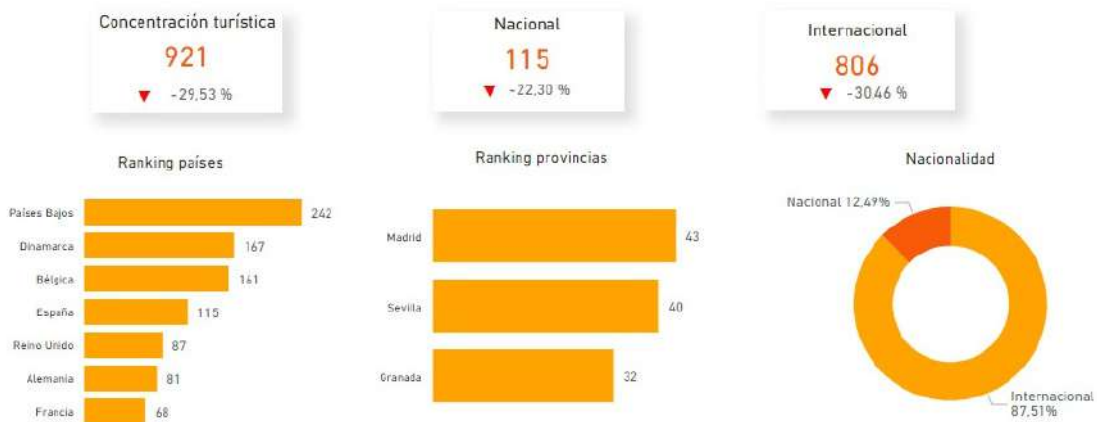 Concentración turística
921
▼ -29,53 %
Nacional
115
▼ -22,30 %
Internacional
806
▼ -30,46 %
Ranking países
Países Bajos 242
Dinamarca 167
Bélgica 161
España 115
Reino Unido 87
Alemania 81
Francia 68
Ranking provincias
Madrid 43
Sevilla 40
Granada 32
Nacionalidad
Nacional 12,49%
Internacional
87,51%